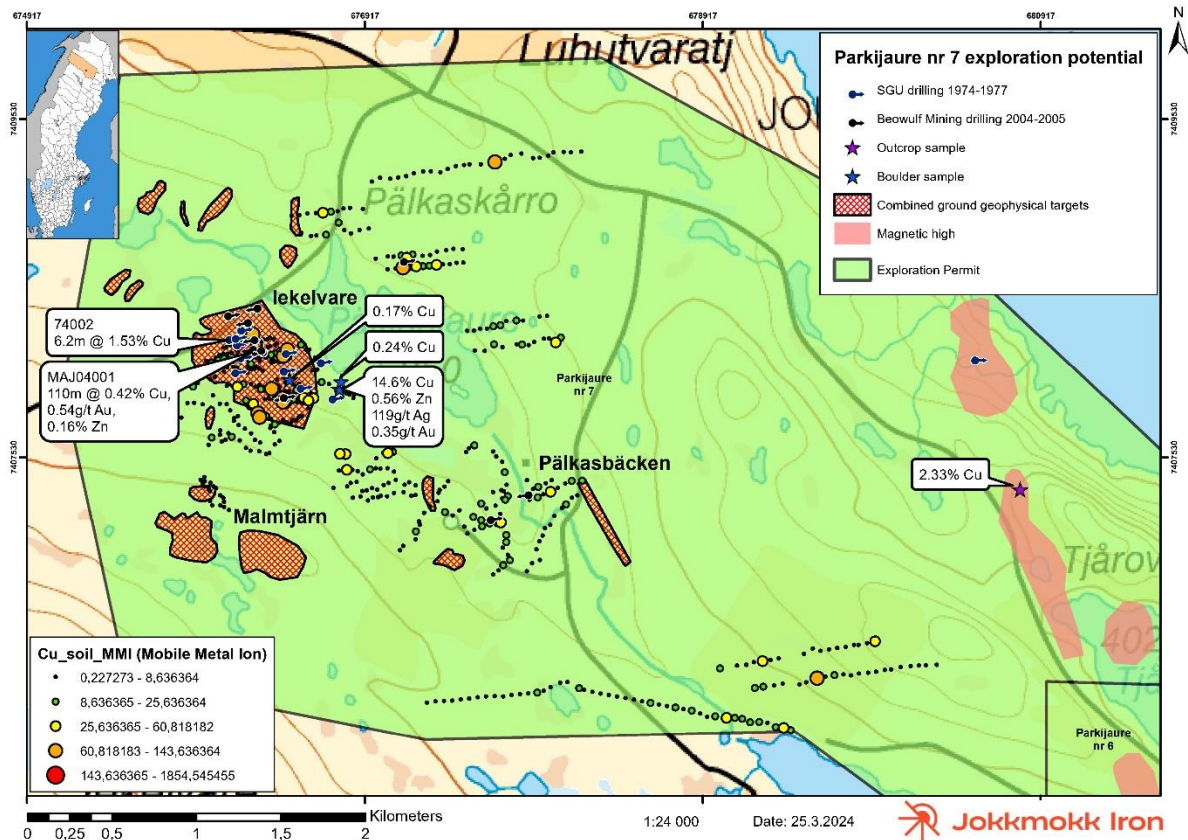 674917
676917
678917
680917
N
Luhutvaratj
Parkijaure nr 7 exploration potential
SGU drilling 1974-1977
Beowulf Mining drilling 2004-2005
Outcrop sample
Boulder sample
Combined ground geophysical targets
Magnetic high
Exploration Permit
7409530
7409530
Pälkaskårro
Iekelvare
74002
6.2m @ 1.53% Cu
0.17% Cu
0.24% Cu
MAJ04001
110m @ 0.42% Cu,
0.54g/t Au,
0.16% Zn
14.6% Cu
0.56% Zn
119g/t Ag
0.35g/t Au
Parkijaure
nr 7
7407530
7407530
Pälkasbäcken
2.33% Cu
Malmtjärn
Tjårov
402
Cu_soil_MMI (Mobile Metal Ion)
0,227273 - 8,636364
8,636365 - 25,636364
25,636365 - 60,818182
60,818183 - 143,636364
143,636365 - 1854,545455
Parkijaure
nr 6
Kilometers
0 0,25 0,5 1 1,5 2
1:24 000
Date: 25.3.2024
Jokkmokk Iron